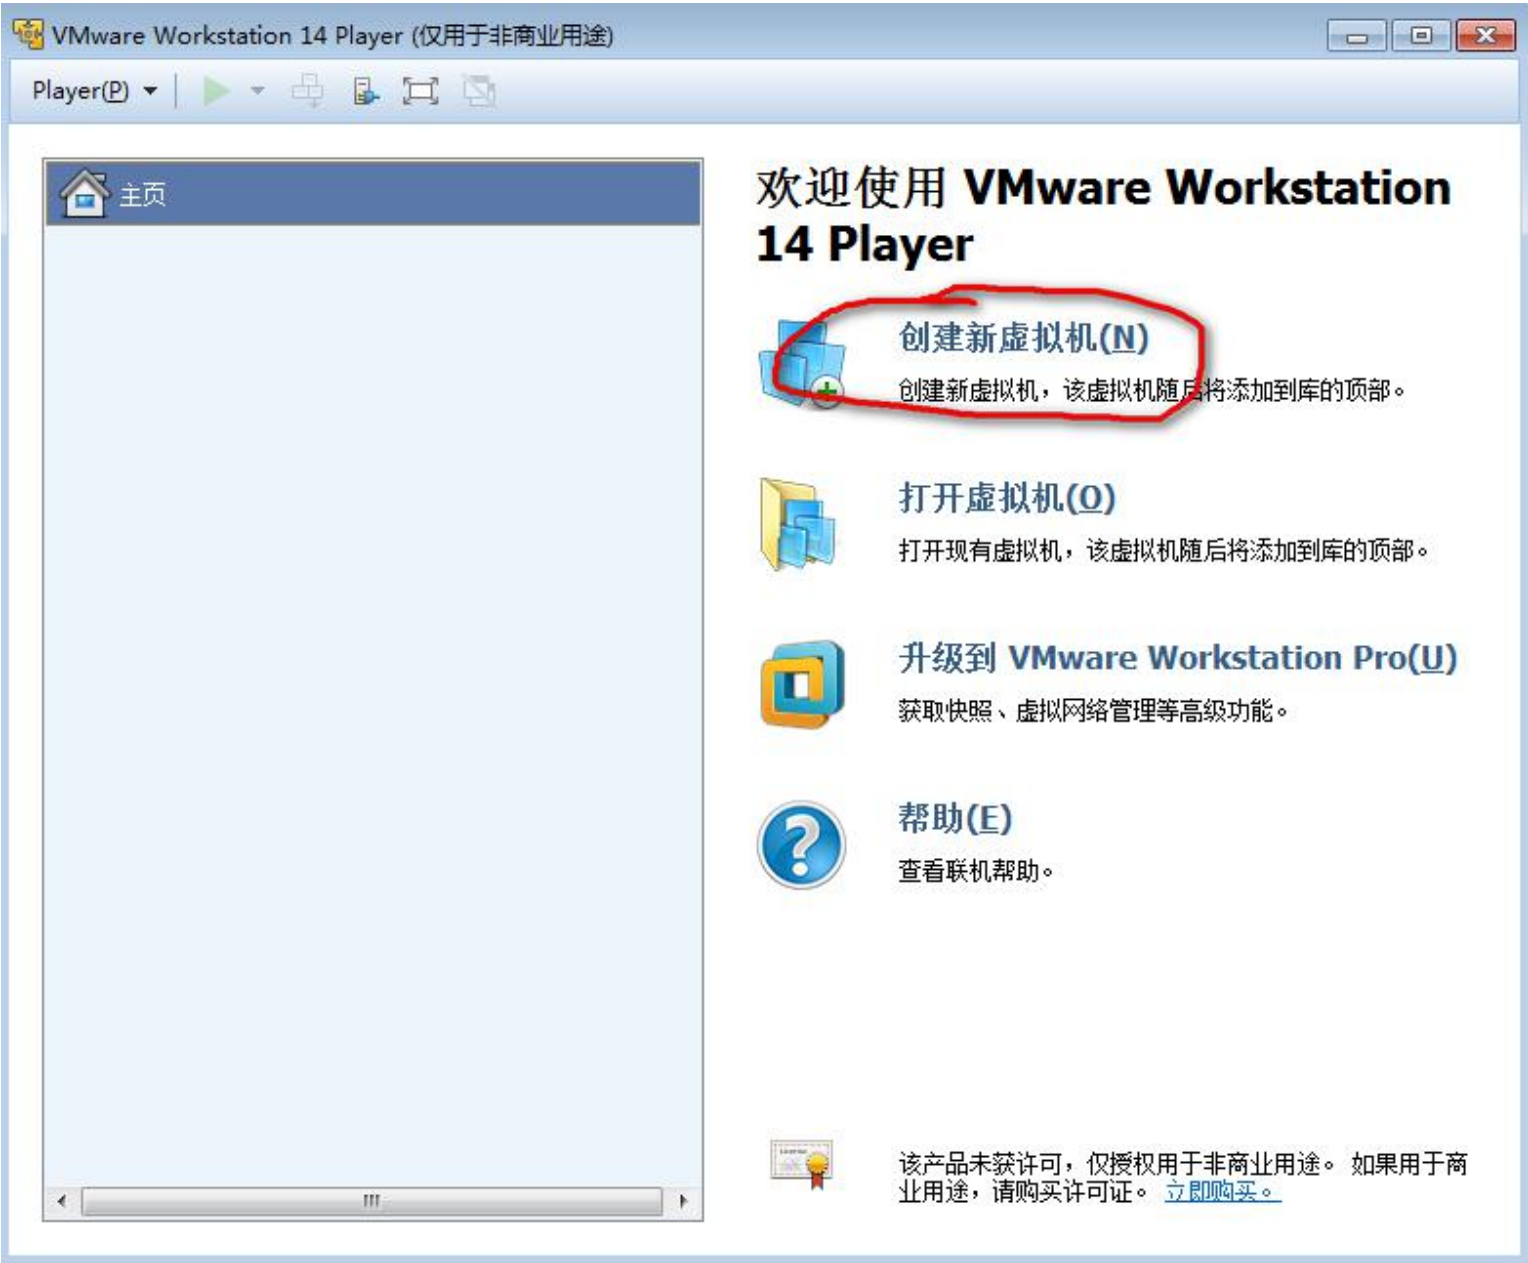 VMware Workstation 14 Player (仅用于非商业用途)
Player(P)
主页
欢迎使用 VMware Workstation
14 Player
创建新虚拟机(N)
创建新虚拟机，该虚拟机随后将添加到库的顶部。
打开虚拟机(O)
打开现有虚拟机，该虚拟机随后将添加到库的顶部。
升级到 VMware Workstation Pro(U)
获取快照、虚拟网络管理等高级功能。
帮助(E)
查看联机帮助。
该产品未获许可，仅授权用于非商业用途。 如果用于商
业用途，请购买许可证。 立即购买。